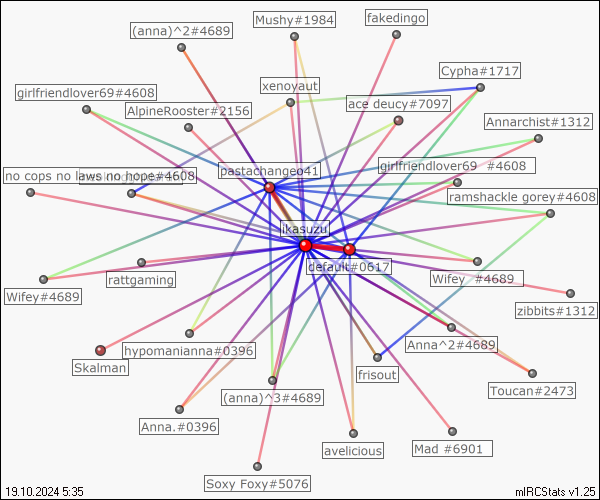 Mushy#1984
fakedingo
(anna)^2#4689
Cypha#1717
xenoyaut
girlfriendlover69#4608
ace deucy#7097
AlpineRooster#2156
Annarchist#1312
girlfriendlover69 #4608
pastachangeo41
no cops no laws no hope
#4608
ramshackle gorey#4608
ikasuzu
default#0617
rattgaming
Wifey #4689
Wifey#4689
zibbits#1312
Anna^2#4689
hypomanianna#0396
Skalman
frisout
Toucan#2473
(anna)^3#4689
Anna.#0396
avelicious
Mad #6901
Soxy Foxy#5076
19.10.2024 5:35
mIRCStats v1.25